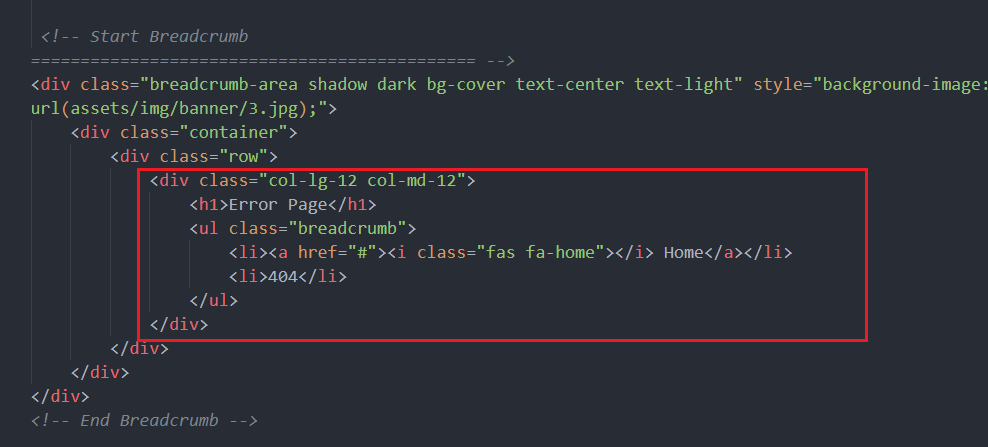 <!-- Start Breadcrumb
============================================= -->
<div class="breadcrumb-area shadow dark bg-cover text-center text-light" style="background-image:
url(assets/img/banner/3.jpg);">
<div class="container">
<div class="row">
<div class="col-lg-12 col-md-12">
<h1>Error Page</h1>
<ul class="breadcrumb">
<li><a href="#"><i class="fas fa-home"></i> Home</a></li>
<li>404</li>
</ul>
</div>
</div>
</div>
</div>
<!-- End Breadcrumb -->